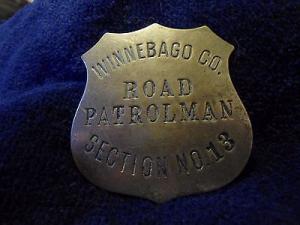 WINNEBAGO CO.
ROAD
PATROLMAN
SECTION NO. 13